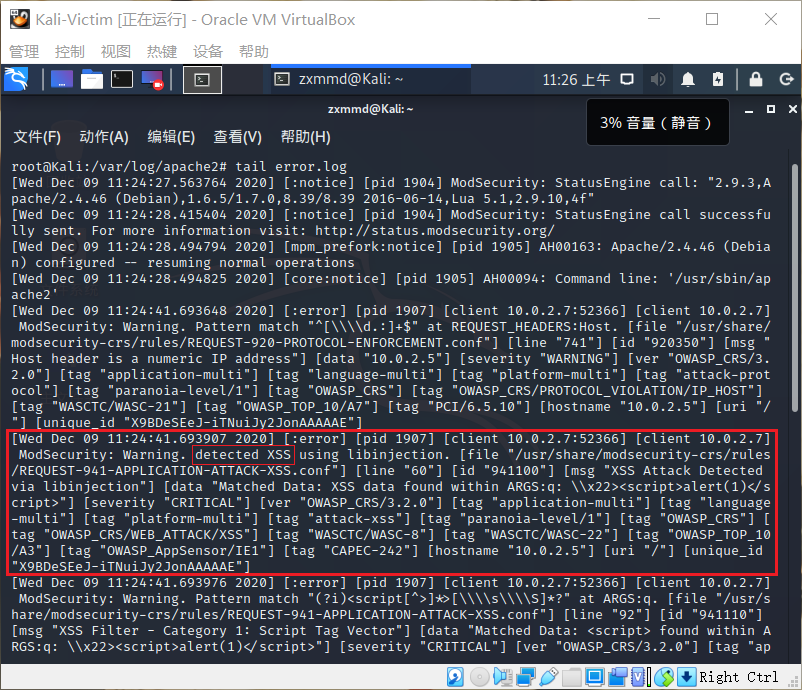 Kali-Victim [正在运行] - Oracle VM VirtualBox
管理 控制 视图 热键 设备 帮助
zxmmd@Kali: ~ 11:26 上午
zxmmd@Kali: ~
3% 音量（静音）
文件(F) 动作(A) 编辑(E) 查看(V) 帮助(H)
root@Kali:/var/log/apache2# tail error.log
[Wed Dec 09 11:24:27.563764 2020] [:notice] [pid 1904] ModSecurity: StatusEngine call: "2.9.3,A
pache/2.4.46 (Debian),1.6.5/1.7.0,8.39/8.39 2016-06-14,Lua 5.1,2.9.10,4f"
[Wed Dec 09 11:24:28.415404 2020] [:notice] [pid 1904] ModSecurity: StatusEngine call successfu
lly sent. For more information visit: http://status.modsecurity.org/
[Wed Dec 09 11:24:28.494794 2020] [mpm_prefork:notice] [pid 1905] AH00163: Apache/2.4.46 (Debia
n) configured -- resuming normal operations
[Wed Dec 09 11:24:28.494825 2020] [core:notice] [pid 1905] AH00094: Command line: '/usr/sbin/ap
ache2'
[Wed Dec 09 11:24:41.693648 2020] [:error] [pid 1907] [client 10.0.2.7:52366] [client 10.0.2.7]
 ModSecurity: Warning. Pattern match "^[\\\\d.:]+$" at REQUEST_HEADERS:Host. [file "/usr/share/
modsecurity-crs/rules/REQUEST-920-PROTOCOL-ENFORCEMENT.conf"] [line "741"] [id "920350"] [msg "
Host header is a numeric IP address"] [data "10.0.2.5"] [severity "WARNING"] [ver "OWASP_CRS/3.
2.0"] [tag "application-multi"] [tag "language-multi"] [tag "platform-multi"] [tag "attack-prot
ocol"] [tag "paranoia-level/1"] [tag "OWASP_CRS"] [tag "OWASP_CRS/PROTOCOL_VIOLATION/IP_HOST"]
[tag "WASCTC/WASC-21"] [tag "OWASP_TOP_10/A7"] [tag "PCI/6.5.10"] [hostname "10.0.2.5"] [uri "/
"] [unique_id "X9BDeSEeJ-iTNuiJy2JonAAAAAE"]
[Wed Dec 09 11:24:41.693907 2020] [:error] [pid 1907] [client 10.0.2.7:52366] [client 10.0.2.7]
 ModSecurity: Warning. detected XSS using libinjection. [file "/usr/share/modsecurity-crs/rules
/REQUEST-941-APPLICATION-ATTACK-XSS.conf"] [line "60"] [id "941100"] [msg "XSS Attack Detected
via libinjection"] [data "Matched Data: XSS data found within ARGS:q: \\x22><script>alert(1)</s
cript>"] [severity "CRITICAL"] [ver "OWASP_CRS/3.2.0"] [tag "application-multi"] [tag "language
-multi"] [tag "platform-multi"] [tag "attack-xss"] [tag "paranoia-level/1"] [tag "OWASP_CRS"] [
tag "OWASP_CRS/WEB_ATTACK/XSS"] [tag "WASCTC/WASC-8"] [tag "WASCTC/WASC-22"] [tag "OWASP_TOP_10
/A3"] [tag "OWASP_AppSensor/IE1"] [tag "CAPEC-242"] [hostname "10.0.2.5"] [uri "/"] [unique_id
"X9BDeSEeJ-iTNuiJy2JonAAAAAE"]
[Wed Dec 09 11:24:41.693976 2020] [:error] [pid 1907] [client 10.0.2.7:52366] [client 10.0.2.7]
 ModSecurity: Warning. Pattern match "(?i)<script[^>]*>[\\\\s\\\\S]*?" at ARGS:q. [file "/usr/s
hare/modsecurity-crs/rules/REQUEST-941-APPLICATION-ATTACK-XSS.conf"] [line "92"] [id "941110"]
[msg "XSS Filter - Category 1: Script Tag Vector"] [data "Matched Data: <script> found within A
RGS:q: \\x22><script>alert(1)</script>"] [severity "CRITICAL"] [ver "OWASP_CRS/3.2.0"] [tag "ap
Right Ctrl